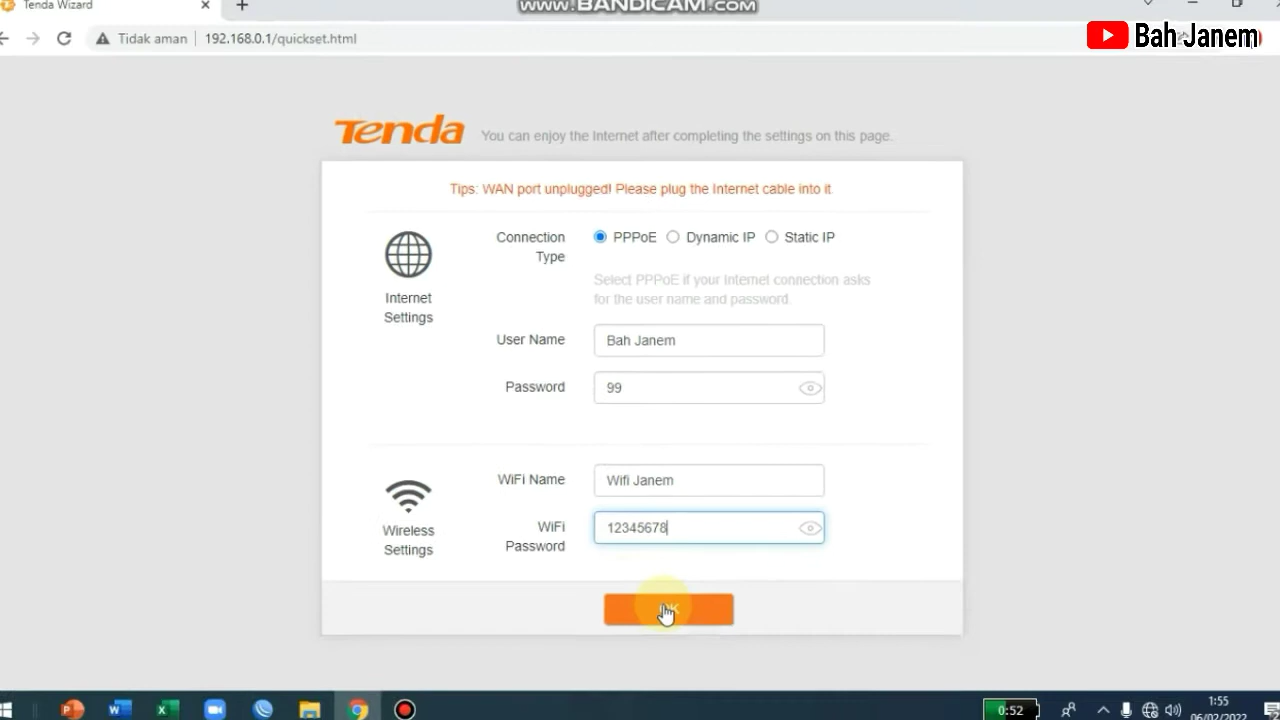 www.BANDICAM.COM
Tenda Wizard
Tidak aman
192.168.0.1/quickset.html
Bah Janem
Tenda
You can enjoy the Internet after completing the settings on this page.
Tips: WAN port unplugged! Please plug the Internet cable into it.
Connection Type
PPPoE
Dynamic IP
Static IP
Select PPPoE if your Internet connection asks
for the user name and password.
Internet
Settings
User Name
Bah Janem
Password
99
WiFi Name
Wifi Janem
Wireless
Settings
WiFi
Password
12345678
0:52
1:55
06/02/2022